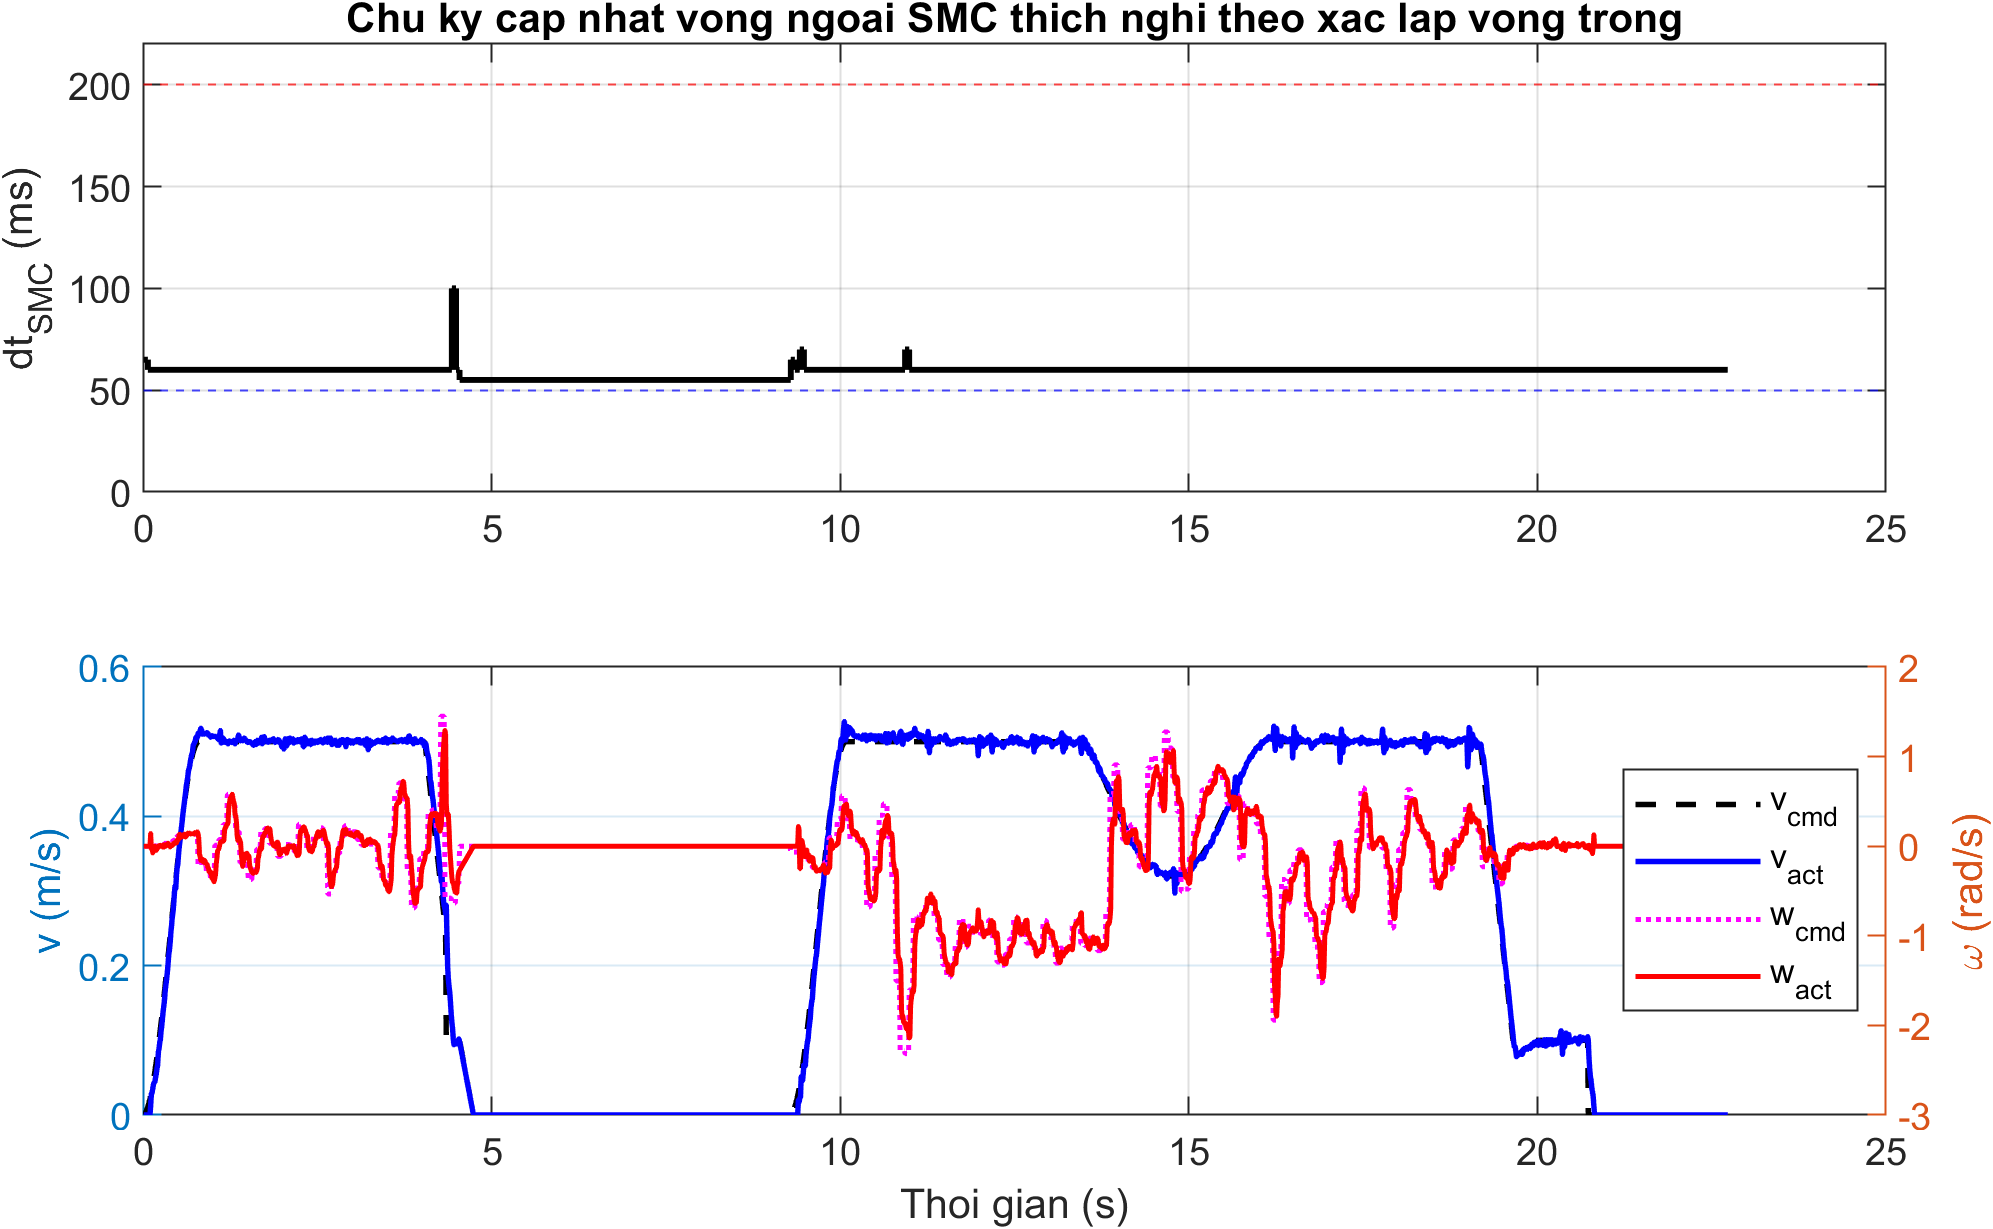 Chu ky cap nhat vong ngoai SMC thich nghi theo xac lap vong trong
dtSMC (ms)
200
150
100
50
0
0 5 10 15 20 25
v (m/s)
0.6
0.4
0.2
0
2
1
0
-1
-2
-3
ω (rad/s)
vcmd
vact
wcmd
wact
0 5 10 15 20 25
Thoi gian (s)